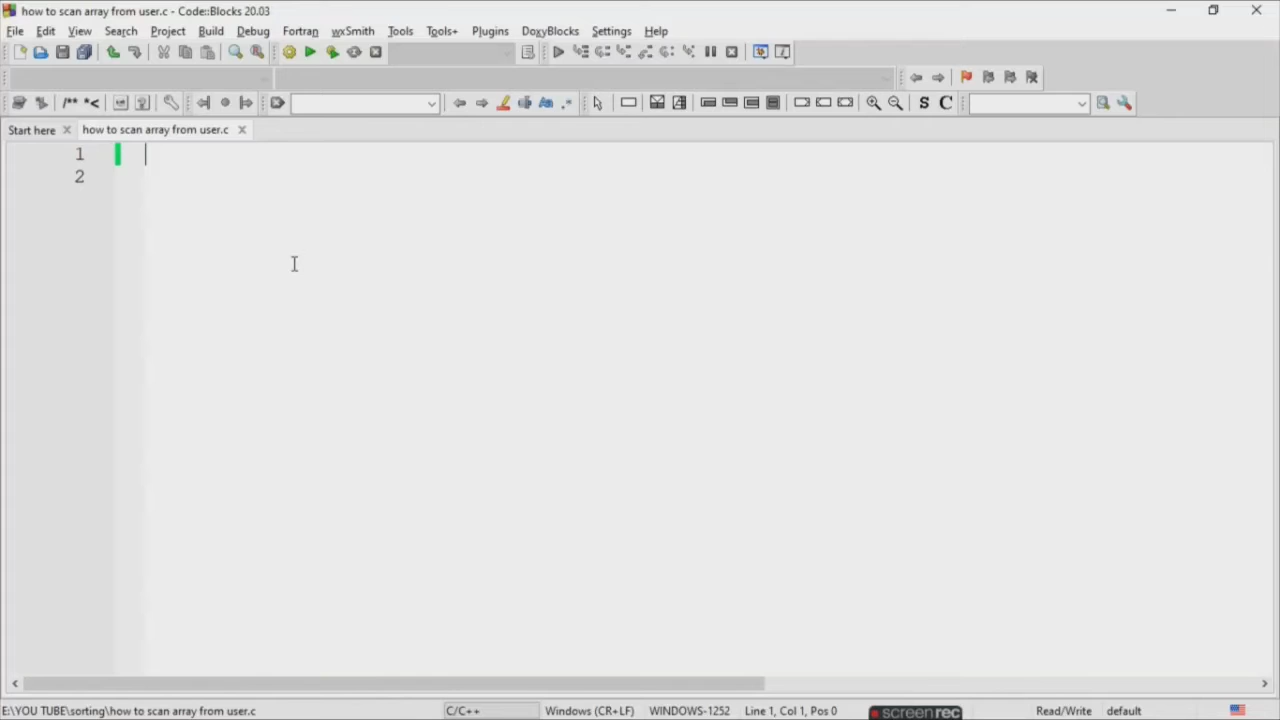 how to scan array from user.c - Code::Blocks 20.03
File Edit View Search Project Build Debug Fortran wxSmith Tools Tools+ Plugins DoxyBlocks Settings Help
/** *<
S C
Start here how to scan array from user.c
1
2
E:\YOU TUBE\sorting\how to scan array from user.c C/C++ Windows (CR+LF) WINDOWS-1252 Line 1, Col 1, Pos 0 screenrec Read/Write default